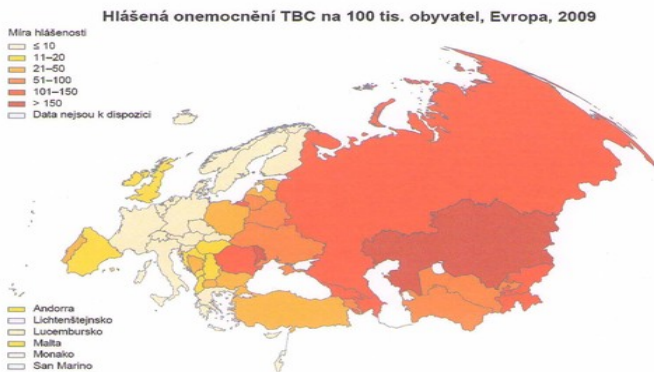 Hlášená onemocnění TBC na 100 tis. obyvatel, Evropa, 2009
Míra hlášenosti
≤ 10
11–20
21–50
51–100
101–150
> 150
Data nejsou k dispozici
Andorra
Lichtenštejnsko
Lucembursko
Malta
Monako
San Marino